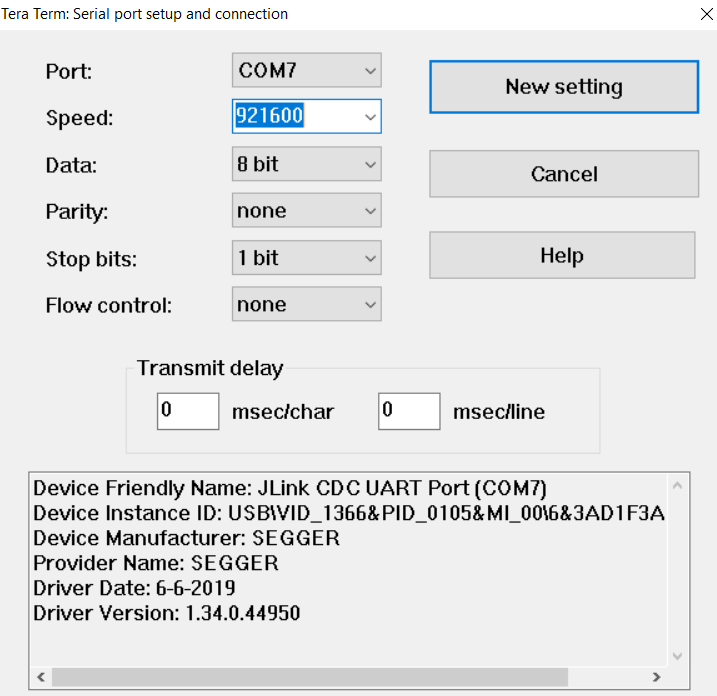 Tera Term: Serial port setup and connection
Port: COM7
New setting
Speed: 921600
Data: 8 bit
Cancel
Parity: none
Stop bits: 1 bit
Help
Flow control: none
Transmit delay
0 msec/char 0 msec/line
Device Friendly Name: JLink CDC UART Port (COM7)
Device Instance ID: USB\VID_1366&PID_0105&MI_00\6&3AD1F3A
Device Manufacturer: SEGGER
Provider Name: SEGGER
Driver Date: 6-6-2019
Driver Version: 1.34.0.44950